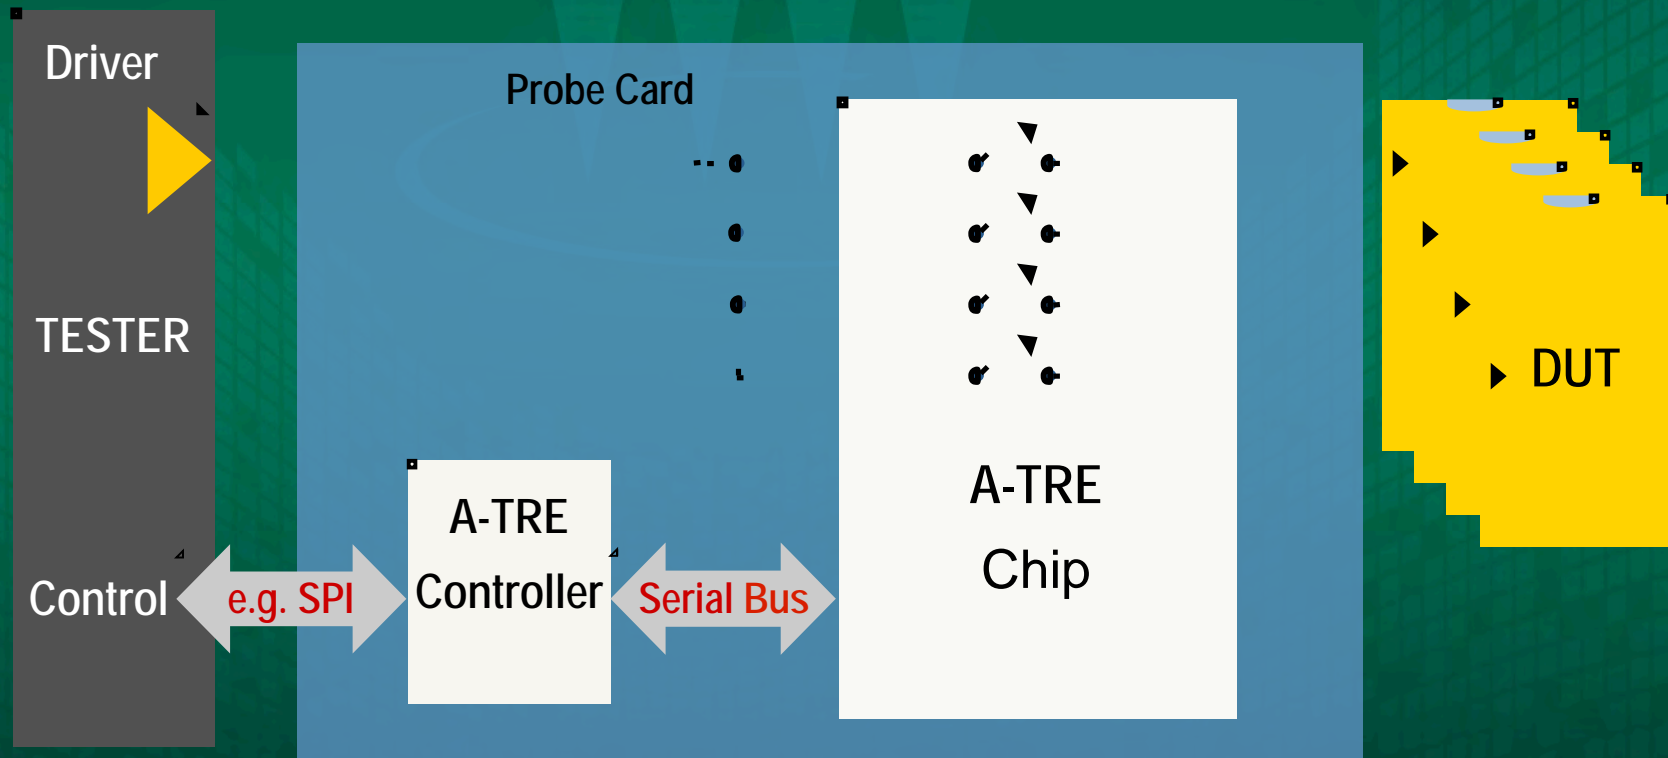 Driver
Probe Card
TESTER
DUT
A-TRE
Chip
A-TRE
Controller
Control
e.g. SPI
Serial Bus